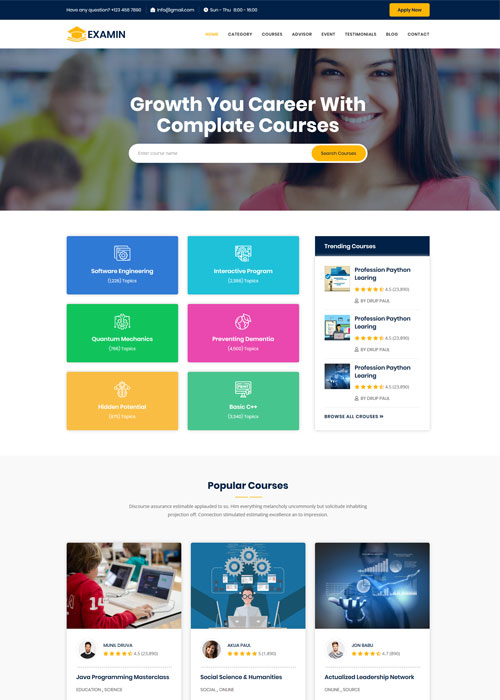 Have any question? +123 456 7890 info@gmail.com Sun - Thu 8:00 - 16:00 Apply Now
EXAMIN HOME CATEGORY COURSES ADVISOR EVENT TESTIMONIALS BLOG CONTACT
Growth You Career With
Complate Courses
Enter course name Search Courses
Software Engineering
(1,226) Topics
Interactive Program
(2,366) Topics
Quantum Mechanics
(766) Topics
Preventing Dementia
(4,500) Topics
Hidden Potential
(575) Topics
Basic C++
(3,540) Topics
Trending Courses
Profession Paython
Learing
4.5 (23,890)
BY DRUP PAUL
Profession Paython
Learing
4.5 (23,890)
BY DRUP PAUL
Profession Paython
Learing
4.5 (23,890)
BY DRUP PAUL
BROWSE ALL CROUSES »
Popular Courses
Discourse assurance estimable applauded to so. Him everything melancholy uncommonly but solicitude inhabiting
projection off. Connection stimulated estimating excellence an to impression.
MUNIL DRUVA
4.5 (23,890)
Java Programming Masterclass
EDUCATION , SCIENCE
AKUA PAUL
5 (1,890)
Social Science & Humanities
SOCIAL , ONLINE
JON BABU
4.7 (890)
Actualized Leadership Network
ONLINE , SOURCE